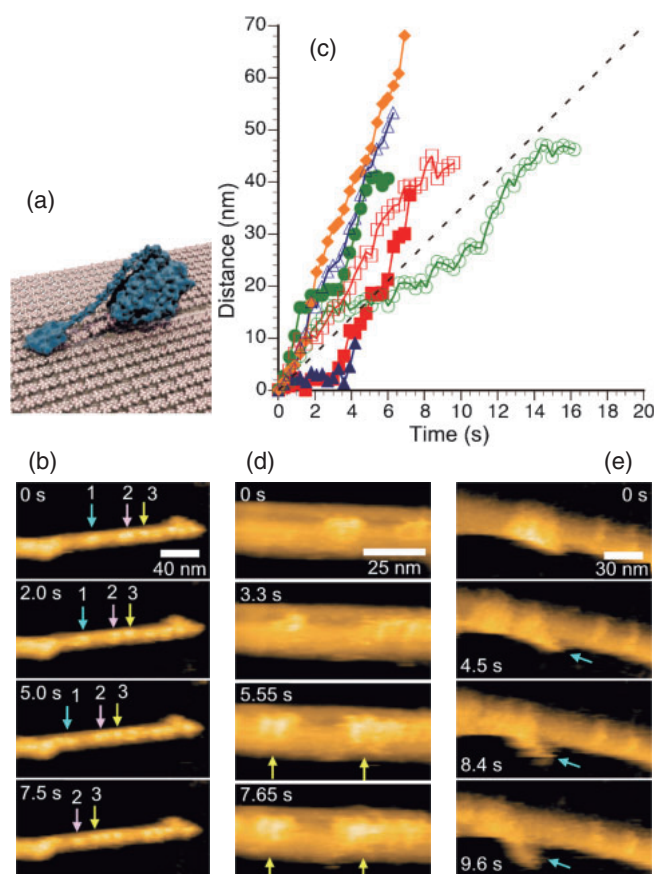 (a)
(c)
Distance (nm)
70
60
50
40
30
20
10
0
0 2 4 6 8 10 12 14 16 18 20
Time (s)
(b)
(d)
(e)
0 s
1 2 3
40 nm
2.0 s
1 2 3
5.0 s
1 2 3
7.5 s
2 3
0 s
25 nm
3.3 s
5.55 s
7.65 s
0 s
30 nm
4.5 s
8.4 s
9.6 s